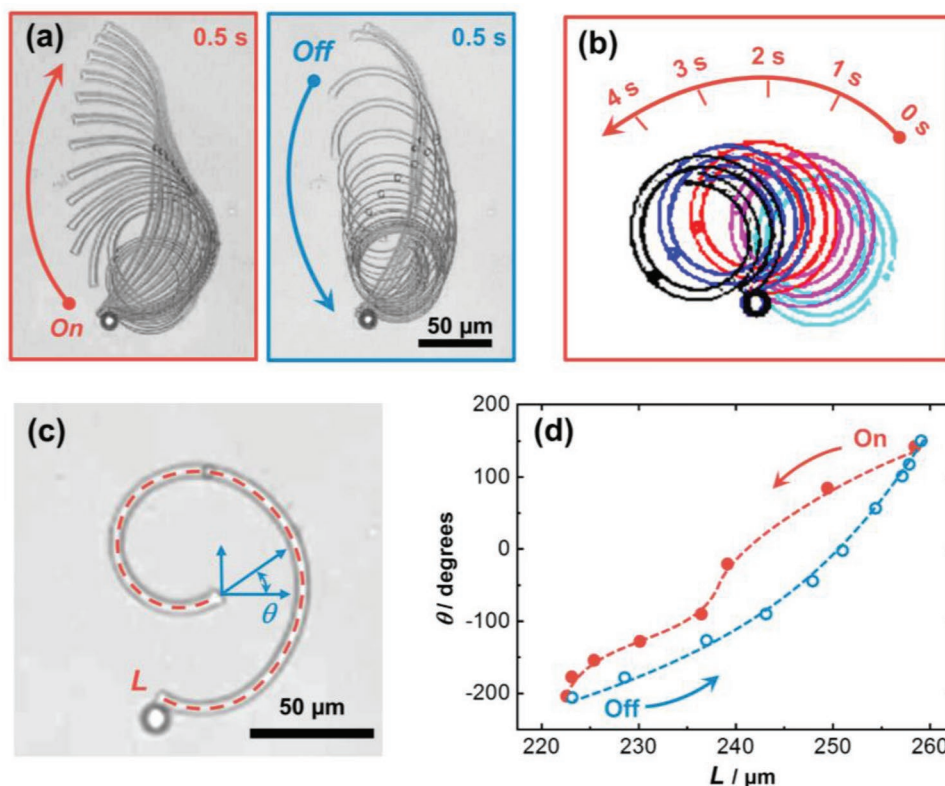 (a)
0.5 s
On
Off
0.5 s
50 µm
(b)
4 s
3 s
2 s
1 s
0s
(c)
θ
L
50 µm
(d)
200
100
0
-100
-200
θ / degrees
On
Off
220
230
240
250
260
L / µm